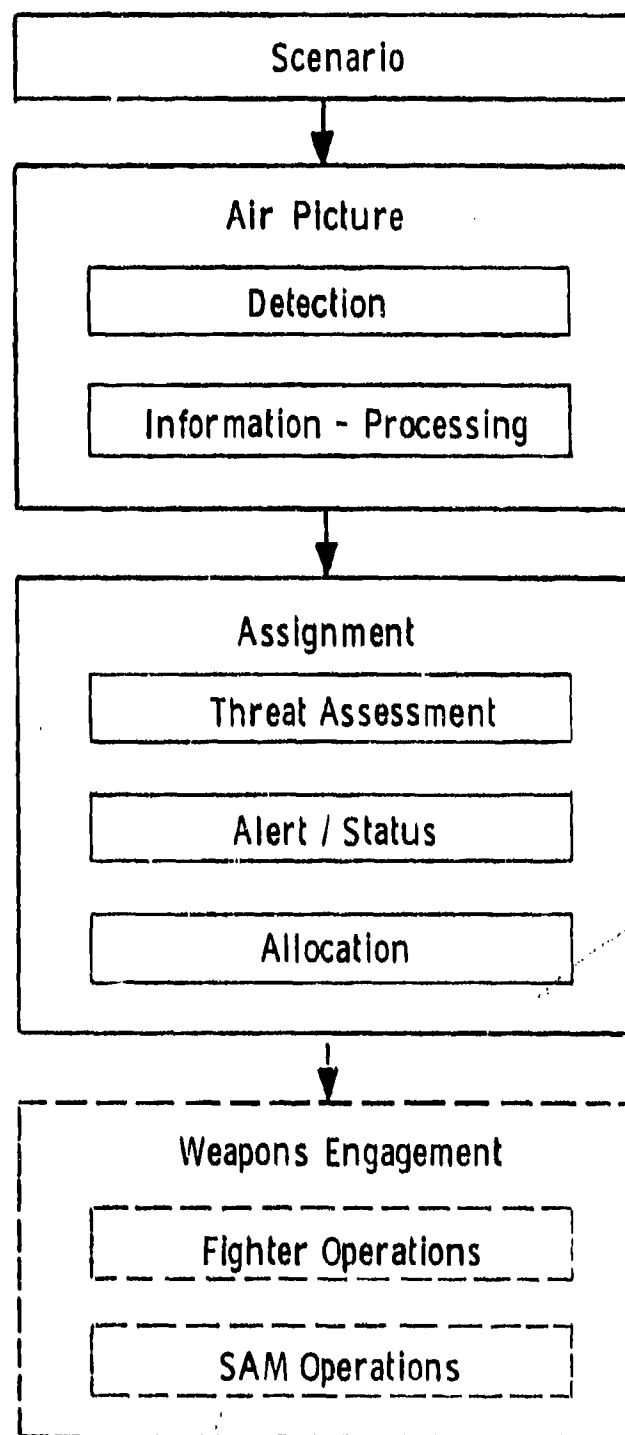 Scenario
Air Picture
Detection
Information - Processing
Assignment
Threat Assessment
Alert / Status
Allocation
Weapons Engagement
Fighter Operations
SAM Operations